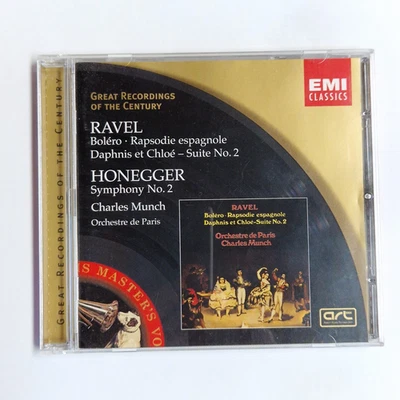 GREAT RECORDINGS OF THE CENTURY
GREAT RECORDINGS
OF THE CENTURY
EMI
CLASSICS
RAVEL
Boléro · Rapsodie espagnole
Daphnis et Chloé – Suite No. 2
HONEGGER
Symphony No. 2
Charles Munch
Orchestre de Paris
RAVEL
Boléro · Rapsodie espagnole
Daphnis et Chloé – Suite No. 2
Orchestre de Paris
Charles Munch
S MASTER'S VO
art